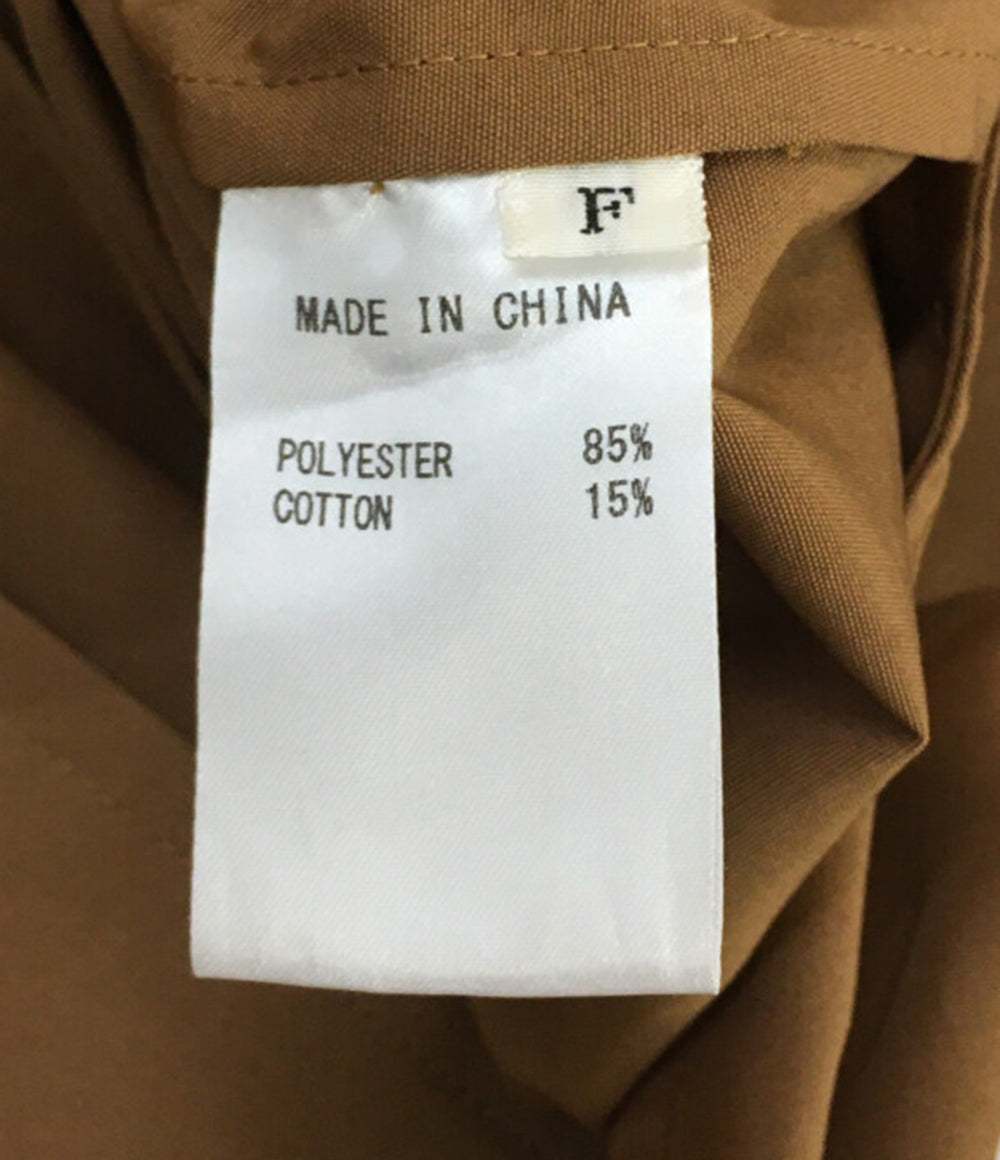 F
MADE IN CHINA
POLYESTER 85%
COTTON 15%